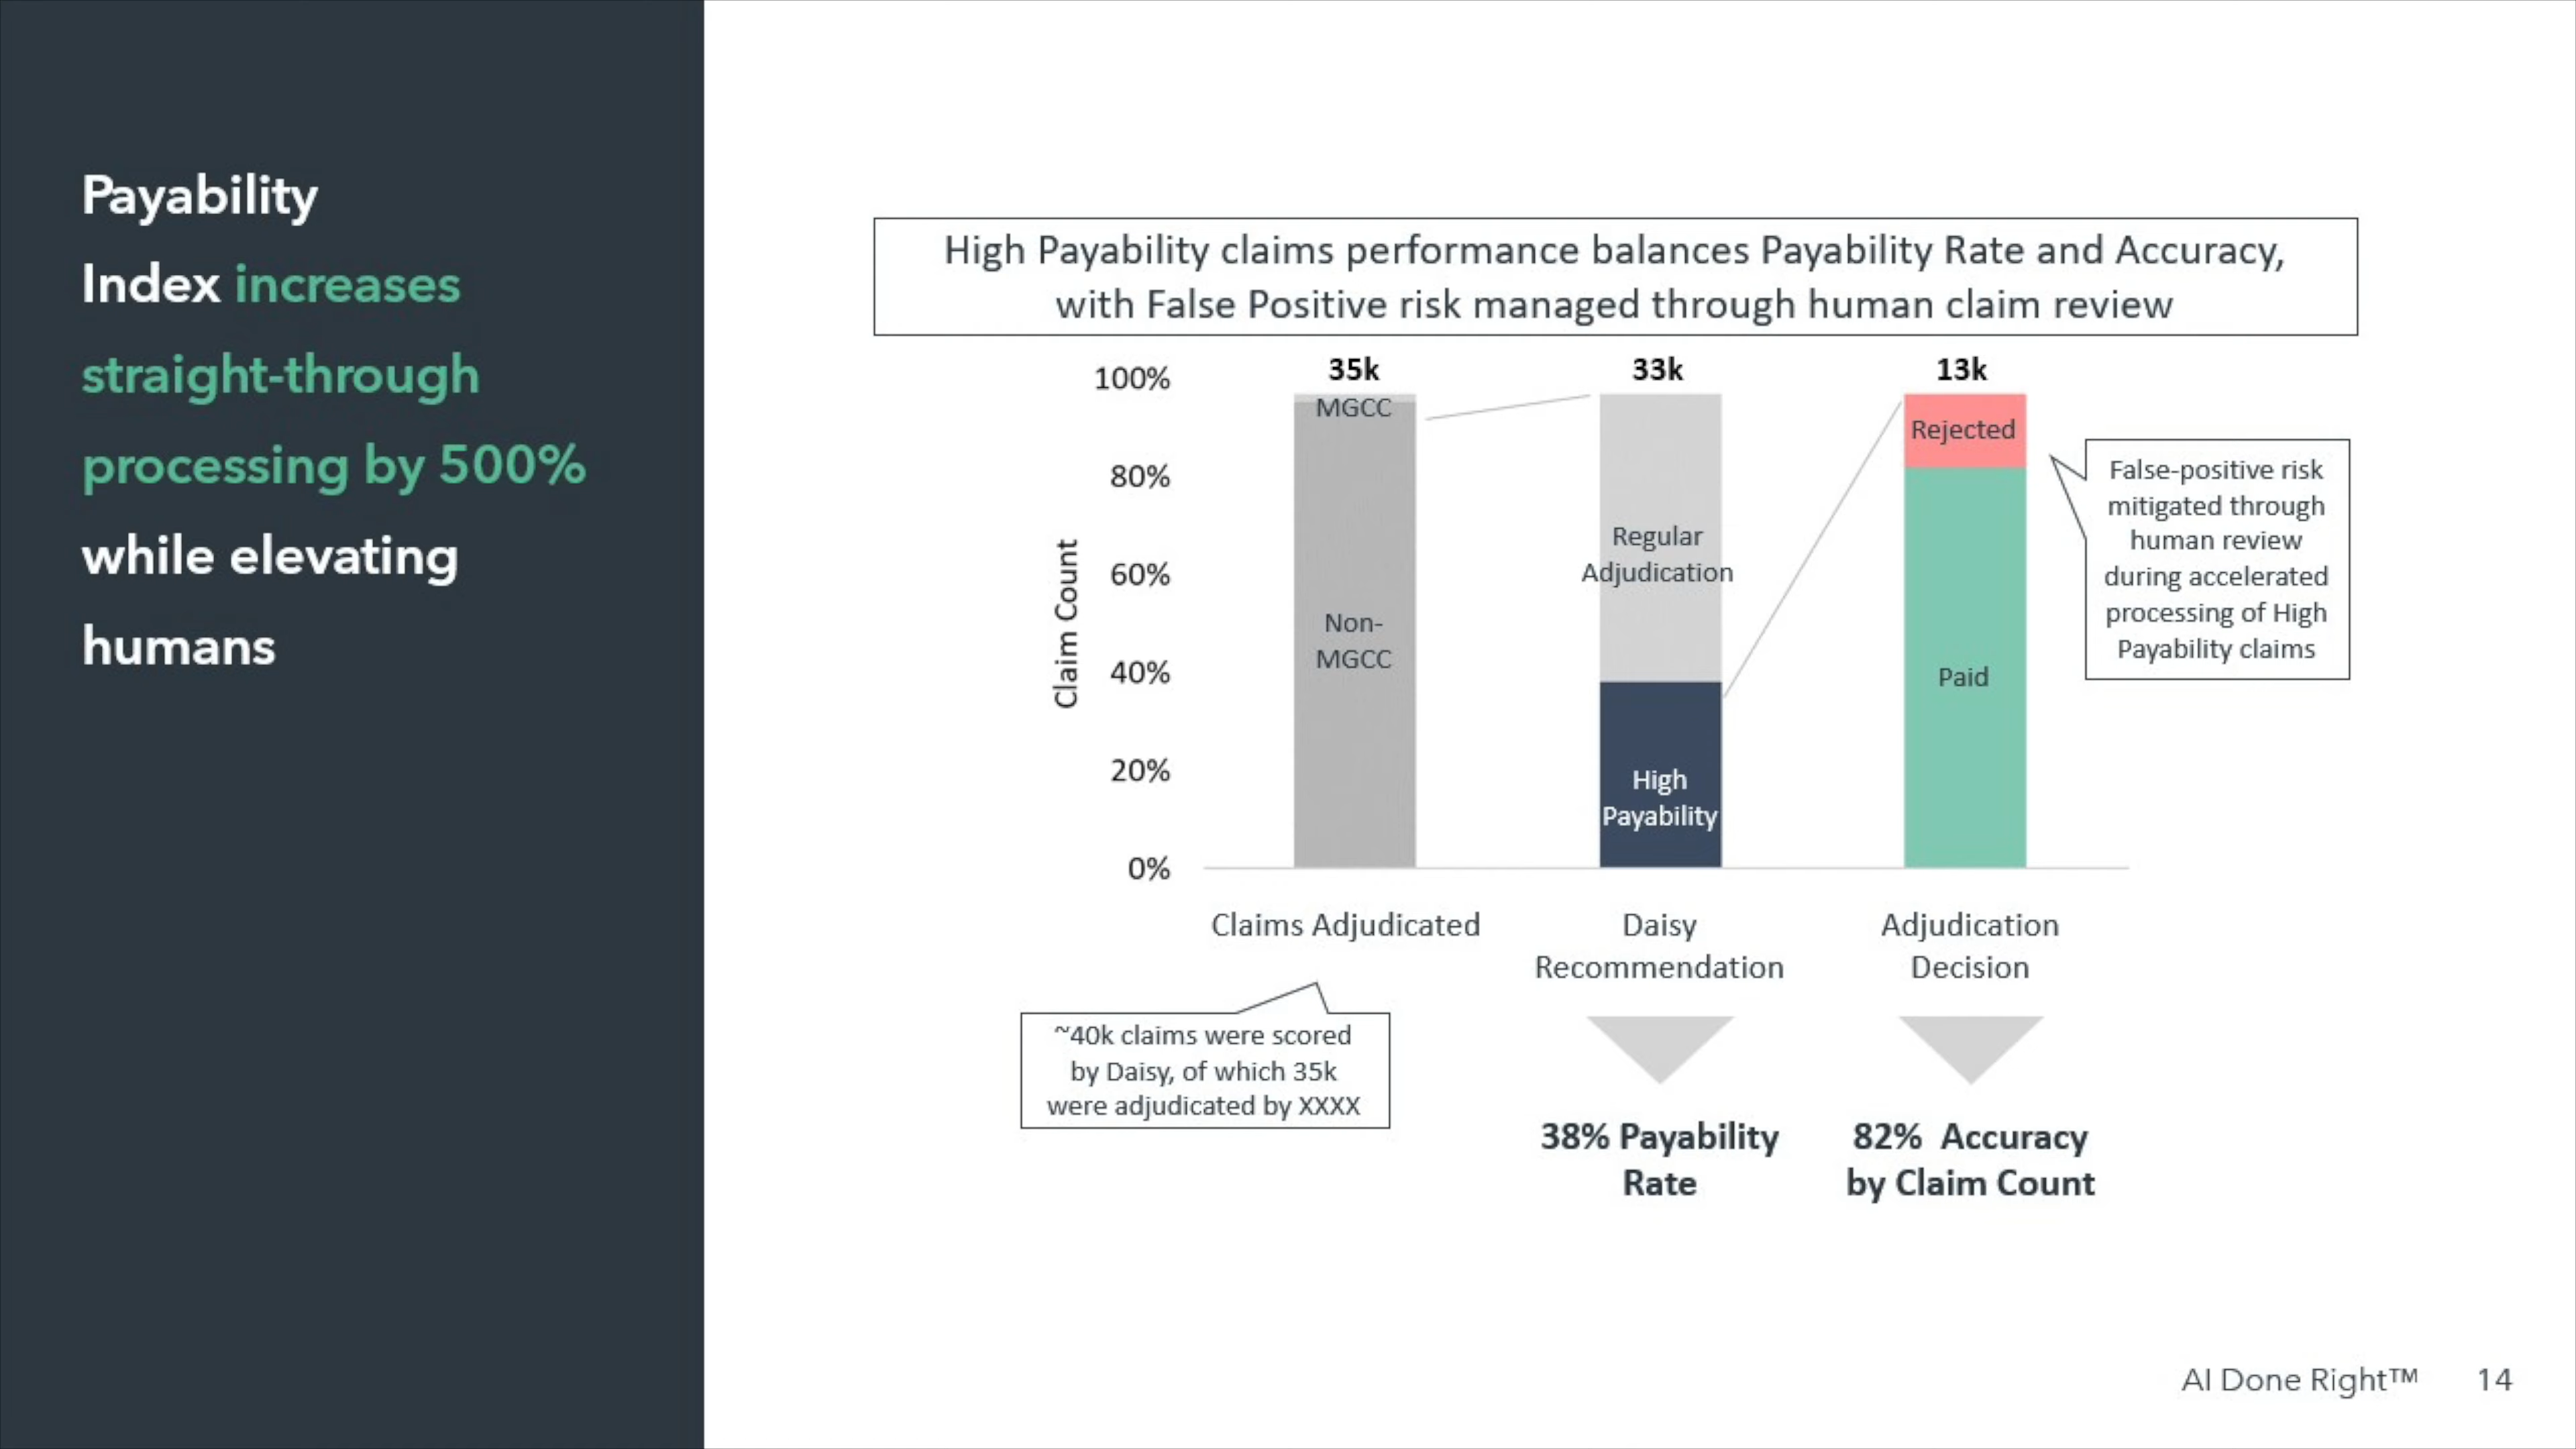 Payability
Index increases
straight-through
processing by 500%
while elevating
humans
High Payability claims performance balances Payability Rate and Accuracy,
with False Positive risk managed through human claim review
Claim Count
100%
80%
60%
40%
20%
0%
35k
MGCC
Non-
MGCC
33k
Regular
Adjudication
High
Payability
13k
Rejected
Paid
False-positive risk
mitigated through
human review
during accelerated
processing of High
Payability claims
Claims Adjudicated
Daisy
Recommendation
Adjudication
Decision
~40k claims were scored
by Daisy, of which 35k
were adjudicated by XXXX
38% Payability
Rate
82% Accuracy
by Claim Count
AI Done Right™ 14